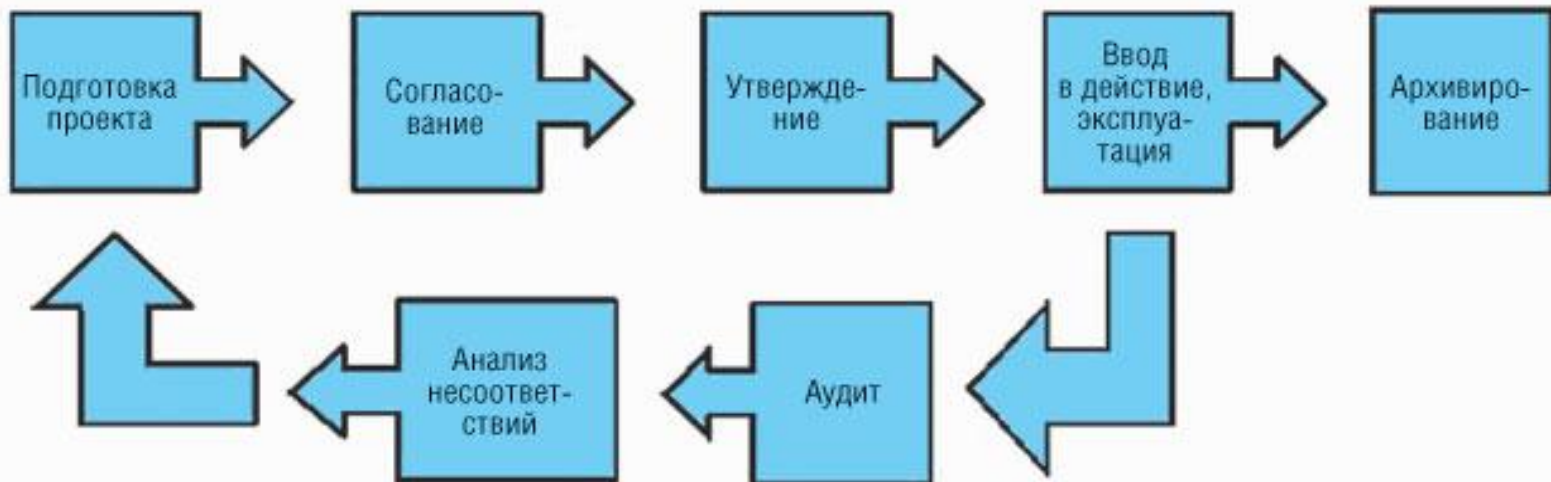 Подготовка
проекта
Согласо-
вание
Утвержде-
ние
Ввод
в действие,
эксплуа-
тация
Архивиро-
вание
Анализ
несоответ-
ствий
Аудит